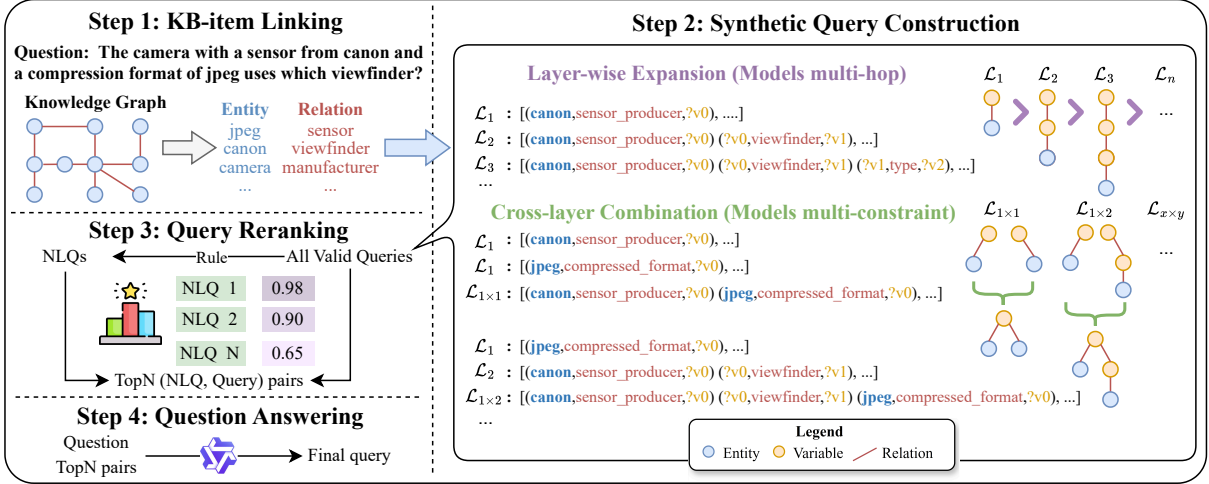 Step 1: KB-item Linking
Question: The camera with a sensor from canon and
a compression format of jpeg uses which viewfinder?
Knowledge Graph
Entity
jpeg
canon
camera
...
Relation
sensor
viewfinder
manufacturer
...
Step 3: Query Reranking
NLQs Rule All Valid Queries
NLQ 1 0.98
NLQ 2 0.90
NLQ N 0.65
TopN (NLQ, Query) pairs
Step 4: Question Answering
Question
TopN pairs
Final query
Step 2: Synthetic Query Construction
Layer-wise Expansion (Models multi-hop)
ℒ1 : [(canon,sensor_producer,?v0), ....]
ℒ2 : [(canon,sensor_producer,?v0) (?v0,viewfinder,?v1), ...]
ℒ3 : [(canon,sensor_producer,?v0) (?v0,viewfinder,?v1) (?v1,type,?v2), ...]
...
ℒ1 ℒ2 ℒ3 ℒn
...
Cross-layer Combination (Models multi-constraint)
ℒ1 : [(canon,sensor_producer,?v0), ...]
ℒ1 : [(jpeg,compressed_format,?v0), ...]
ℒ1×1 : [(canon,sensor_producer,?v0) (jpeg,compressed_format,?v0), ...]
ℒ1 : [(jpeg,compressed_format,?v0), ...]
ℒ2 : [(canon,sensor_producer,?v0) (?v0,viewfinder,?v1), ...]
ℒ1×2 : [(canon,sensor_producer,?v0) (?v0,viewfinder,?v1) (jpeg,compressed_format,?v0), ...]
...
ℒ1×1 ℒ1×2 ℒx×y
...
Legend
Entity Variable Relation